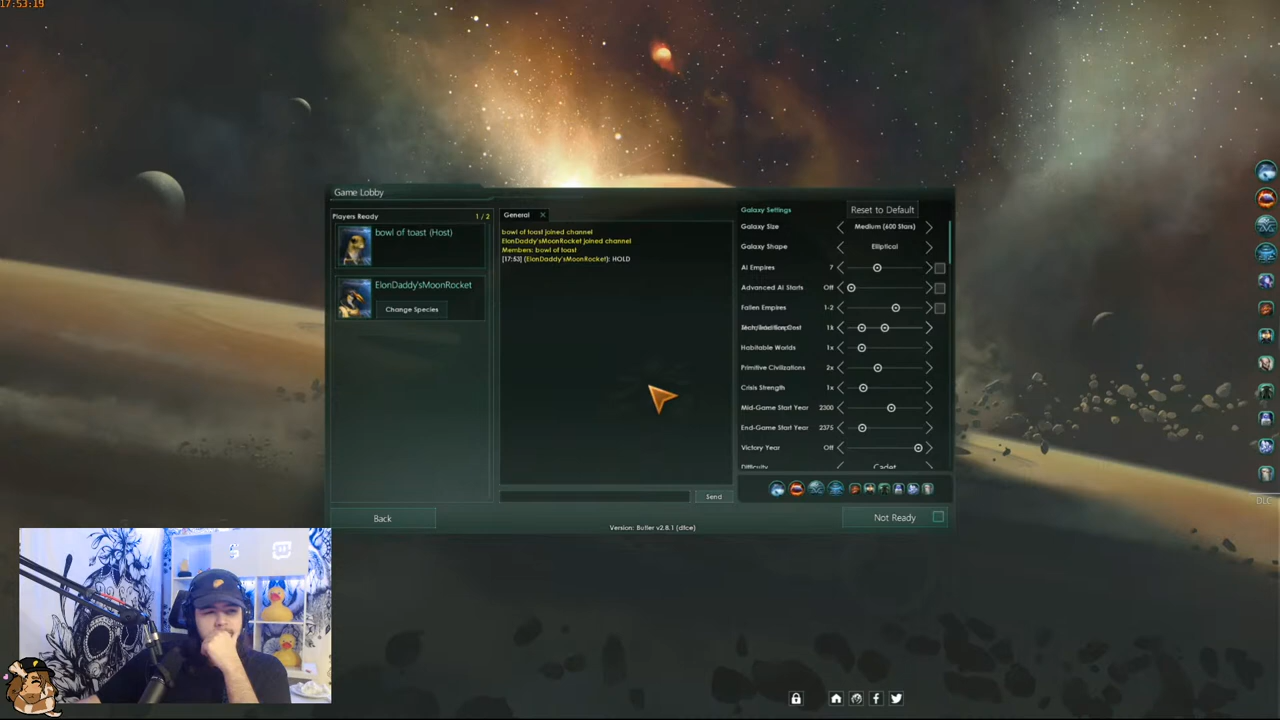 17:53:19
Game Lobby
Players Ready 1/2
bowl of toast (Host)
ElonDaddy'sMoonRocket
Change Species
General
bowl of toast joined channel
ElonDaddy'sMoonRocket joined channel
Members: bowl of toast
[17:53] (ElonDaddy'sMoonRocket): HOLD
Send
Galaxy Settings
Reset to Default
Galaxy Size Medium (600 Stars)
Galaxy Shape Elliptical
AI Empires 7
Advanced AI Starts Off
Fallen Empires 1-2
Habitable Worlds 1x
Primitive Civilizations 2x
Crisis Strength 1x
Mid-Game Start Year 2300
End-Game Start Year 2375
Victory Year Off
Difficulty Cadet
Back
Version: Butler v2.8.1 (dfce)
Not Ready
DLC